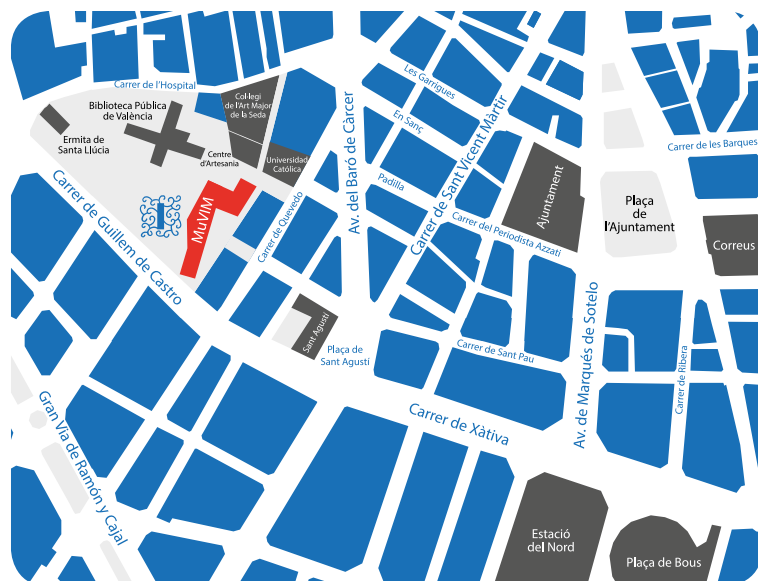 Les Garrigues
Carrer de l'Hospital
Col·legi
de l'Art Major
de la Seda
Biblioteca Pública
de València
En Sanç
Ermita de
Santa Llúcia
Centre
d'Artesania
Universidad
Católica
Carrer de les Barques
Padilla
Av. del Baró de Càrcer
Carrer de Sant Vicent Màrtir
Ajuntament
Plaça
de
l'Ajuntament
MuVIM
Carrer de Quevedo
Carrer del Periodista Azzati
Correus
Carrer de Guillem de Castro
Sant Agustí
Plaça de
Sant Agustí
Carrer de Sant Pau
Av. de Marqués de Sotelo
Carrer de Ribera
Gran Via de Ramón y Cajal
Carrer de Xàtiva
Estació
del Nord
Plaça de Bous